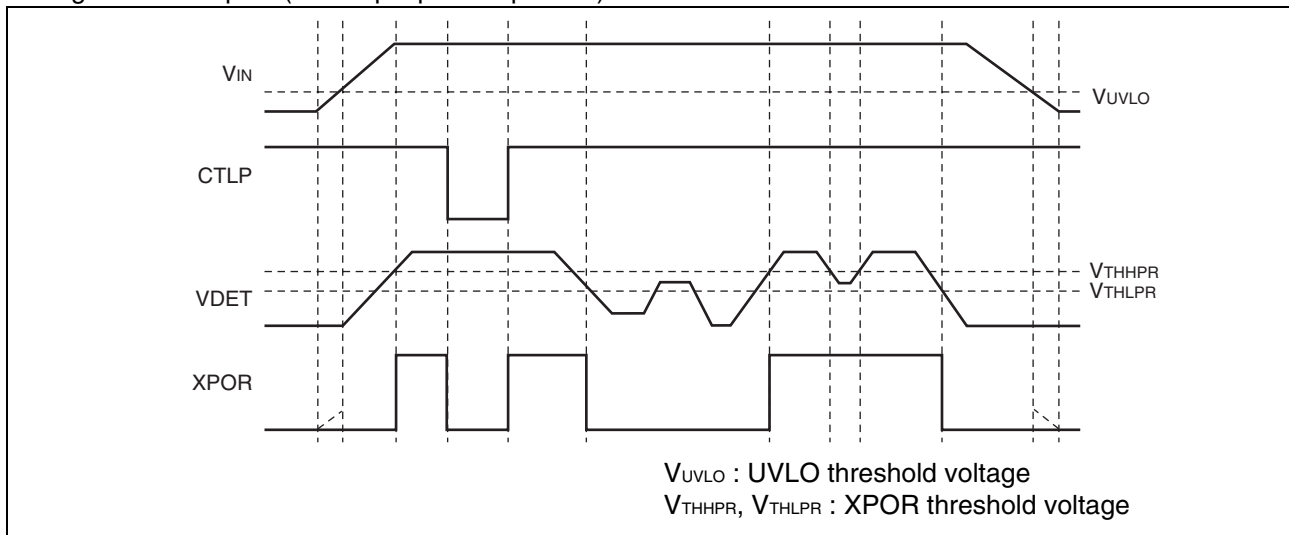 VIN
VUVLO
CTLP
VTHHPR
VTHLPR
VDET
XPOR
VUVLO : UVLO threshold voltage
VTHHPR, VTHLPR : XPOR threshold voltage